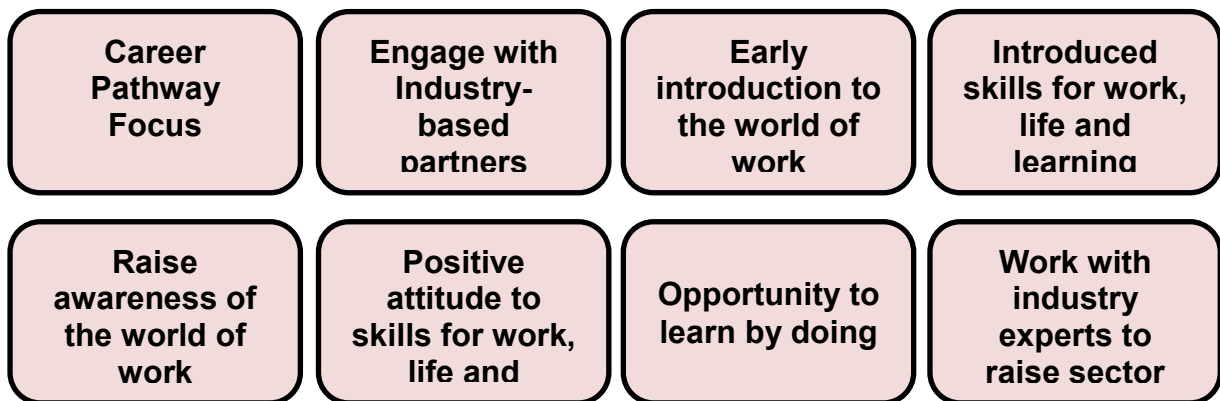 Career
Pathway
Focus
Engage with
Industry-
based
partners
Early
introduction to
the world of
work
Introduced
skills for work,
life and
learning
Raise
awareness of
the world of
work
Positive
attitude to
skills for work,
life and
Opportunity to
learn by doing
Work with
industry
experts to
raise sector